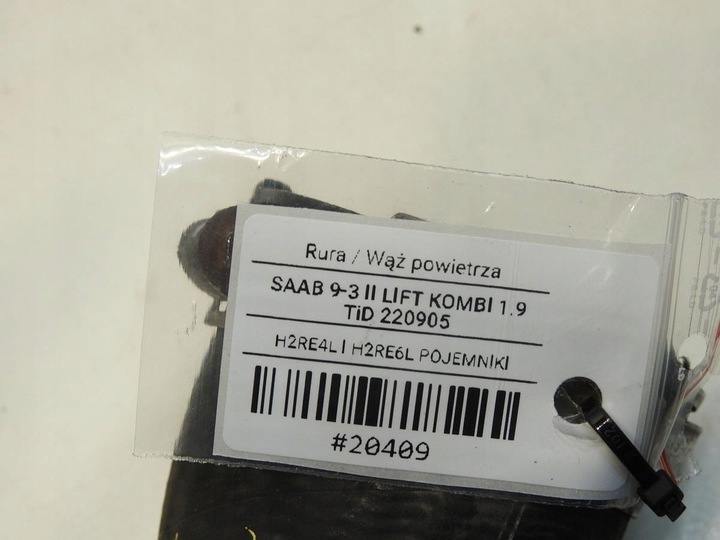 Rura / Wąż powietrza
SAAB 9-3 II LIFT KOMBI 1.9
TiD 220905
H2RE4L I H2RE6L POJEMNIKI
#20409